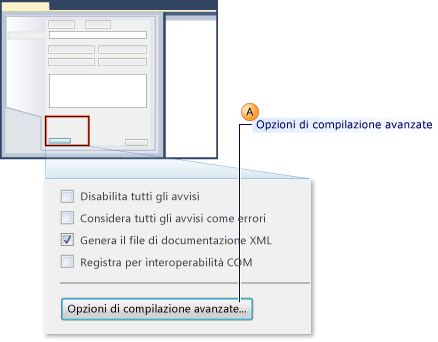 A
Opzioni di compilazione avanzate
Disabilita tutti gli avvisi
Considera tutti gli avvisi come errori
Genera il file di documentazione XML
Registra per interoperabilità COM
Opzioni di compilazione avanzate...